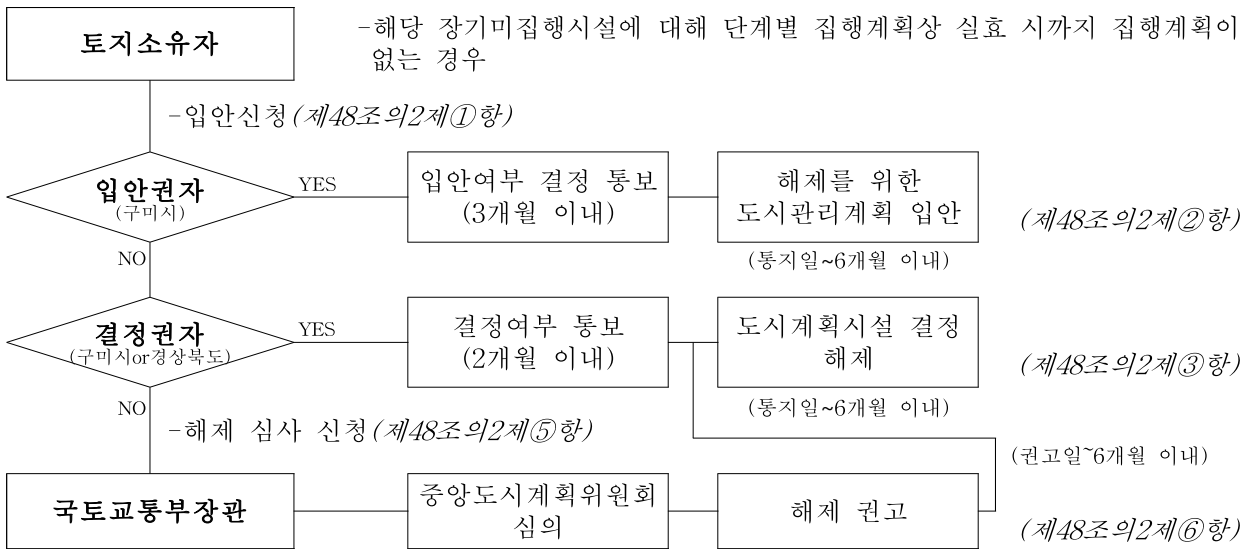 토지소유자
-해당 장기미집행시설에 대해 단계별 집행계획상 실효 시까지 집행계획이
없는 경우
-입안신청(제48조의2제①항)
입안권자
(구미시)
YES
입안여부 결정 통보
(3개월 이내)
해제를 위한
도시관리계획 입안
(제48조의2제②항)
(통지일~6개월 이내)
NO
결정권자
(구미시or경상북도)
YES
결정여부 통보
(2개월 이내)
도시계획시설 결정
해제
(제48조의2제③항)
(통지일~6개월 이내)
NO
-해제 심사 신청(제48조의2제⑤항)
(권고일~6개월 이내)
국토교통부장관
중앙도시계획위원회
심의
해제 권고
(제48조의2제⑥항)